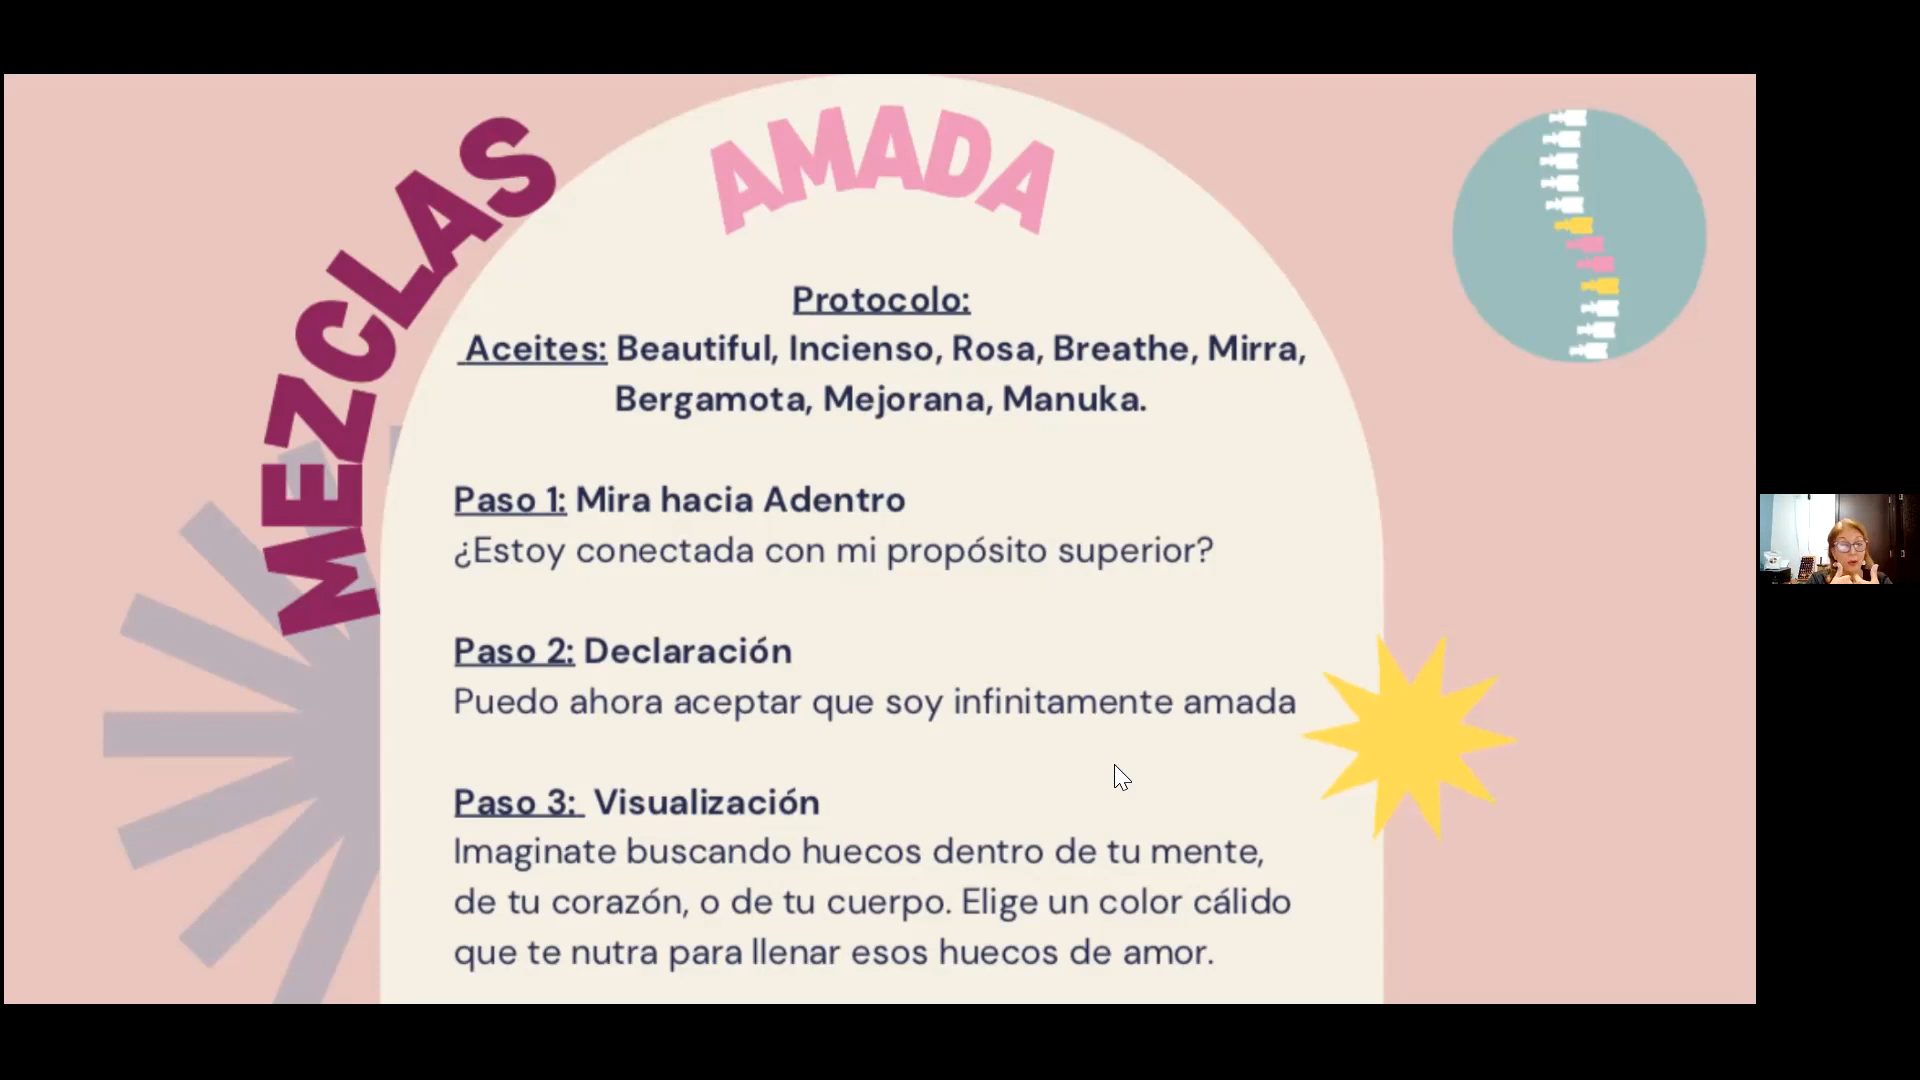 MEZCLAS
AMADA
Protocolo:
Aceites: Beautiful, Incienso, Rosa, Breathe, Mirra,
Bergamota, Mejorana, Manuka.
Paso 1: Mira hacia Adentro
¿Estoy conectada con mi propósito superior?
Paso 2: Declaración
Puedo ahora aceptar que soy infinitamente amada
Paso 3: Visualización
Imaginate buscando huecos dentro de tu mente,
de tu corazón, o de tu cuerpo. Elige un color cálido
que te nutra para llenar esos huecos de amor.